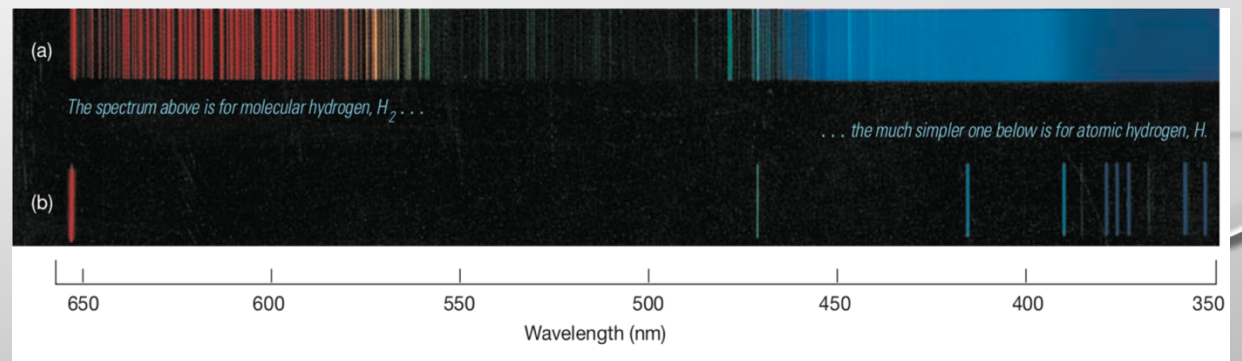 (a)
The spectrum above is for molecular hydrogen, H2 . . .
. . . the much simpler one below is for atomic hydrogen, H.
(b)
650 600 550 500 450 400 350
Wavelength (nm)